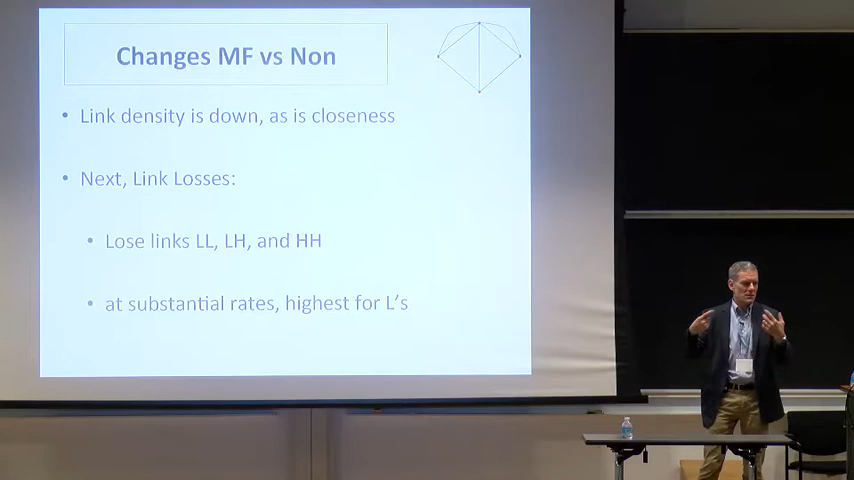 Changes MF vs Non
• Link density is down, as is closeness
• Next, Link Losses:
• Lose links LL, LH, and HH
• at substantial rates, highest for L's